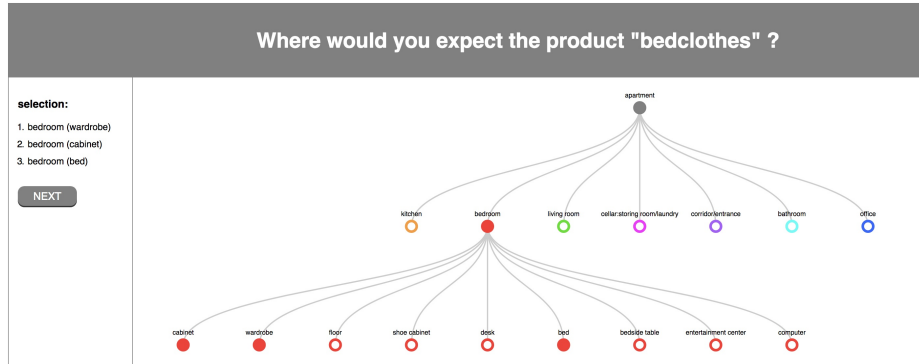 Where would you expect the product "bedclothes" ?
selection:
1. bedroom (wardrobe)
2. bedroom (cabinet)
3. bedroom (bed)
NEXT
apartment
kitchen bedroom living room cellar:storing room/laundry corridor/entrance bathroom office
cabinet wardrobe floor shoe cabinet desk bed bedside table entertainment center computer